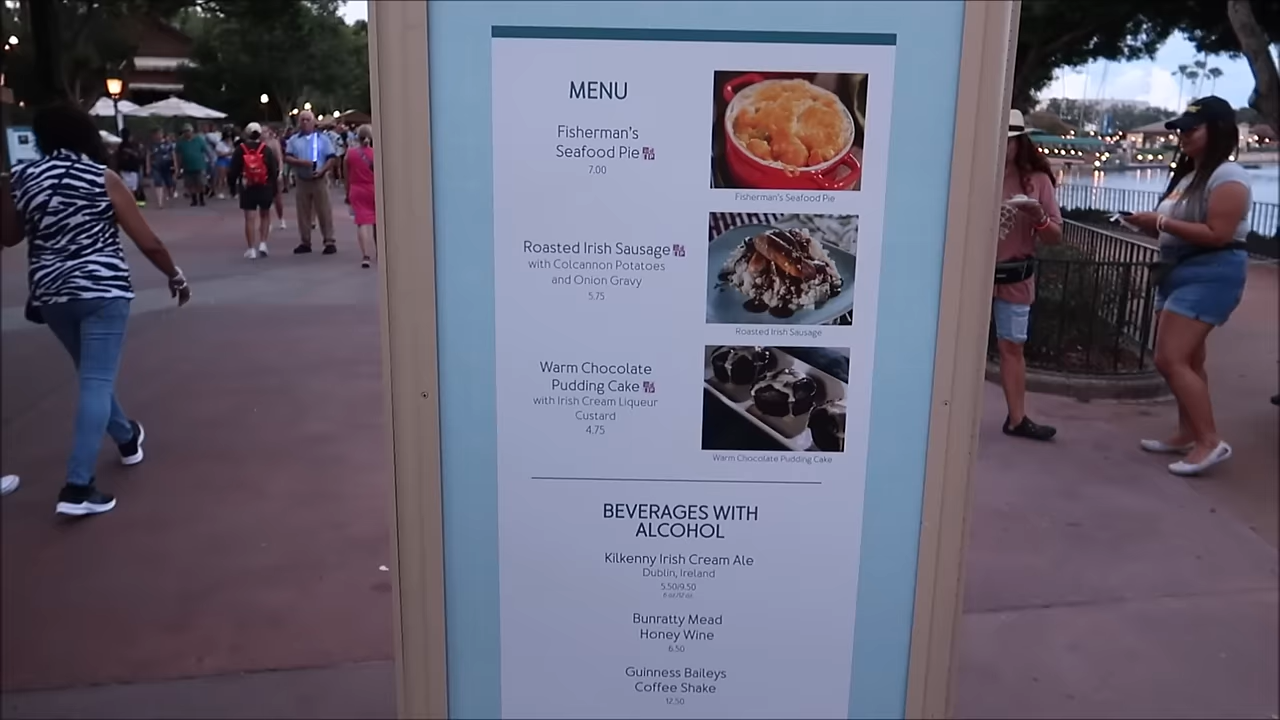 MENU
Fisherman's
Seafood Pie
7.00
Fisherman's Seafood Pie
Roasted Irish Sausage
with Colcannon Potatoes
and Onion Gravy
5.75
Roasted Irish Sausage
Warm Chocolate
Pudding Cake
with Irish Cream Liqueur
Custard
4.75
Warm Chocolate Pudding Cake
BEVERAGES WITH
ALCOHOL
Kilkenny Irish Cream Ale
Dublin, Ireland
5.50/9.50
Bunratty Mead
Honey Wine
6.50
Guinness Baileys
Coffee Shake
12.50